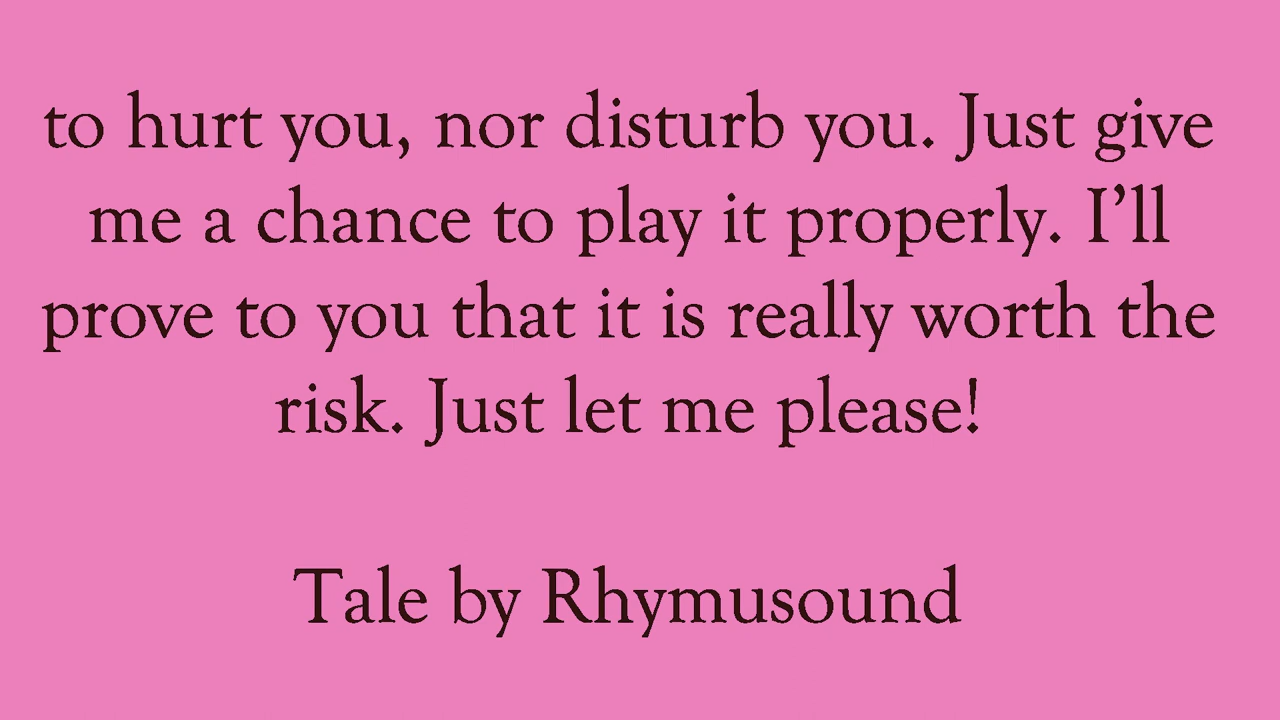 to hurt you, nor disturb you. Just give
me a chance to play it properly. I’ll
prove to you that it is really worth the
risk. Just let me please!
Tale by Rhymusound